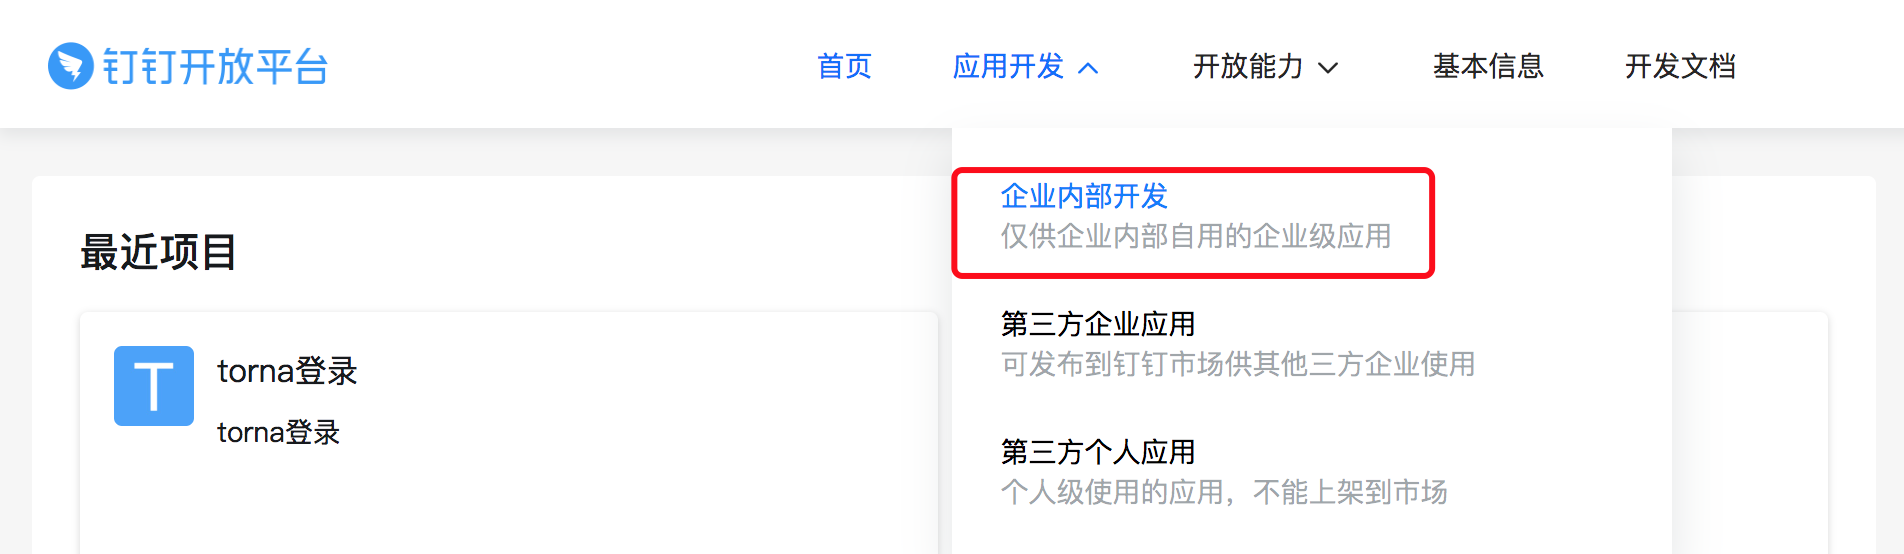 钉钉开放平台
首页
应用开发
开放能力
基本信息
开发文档
企业内部开发
仅供企业内部自用的企业级应用
最近项目
第三方企业应用
可发布到钉钉市场供其他三方企业使用
T
torna登录
torna登录
第三方个人应用
个人级使用的应用，不能上架到市场